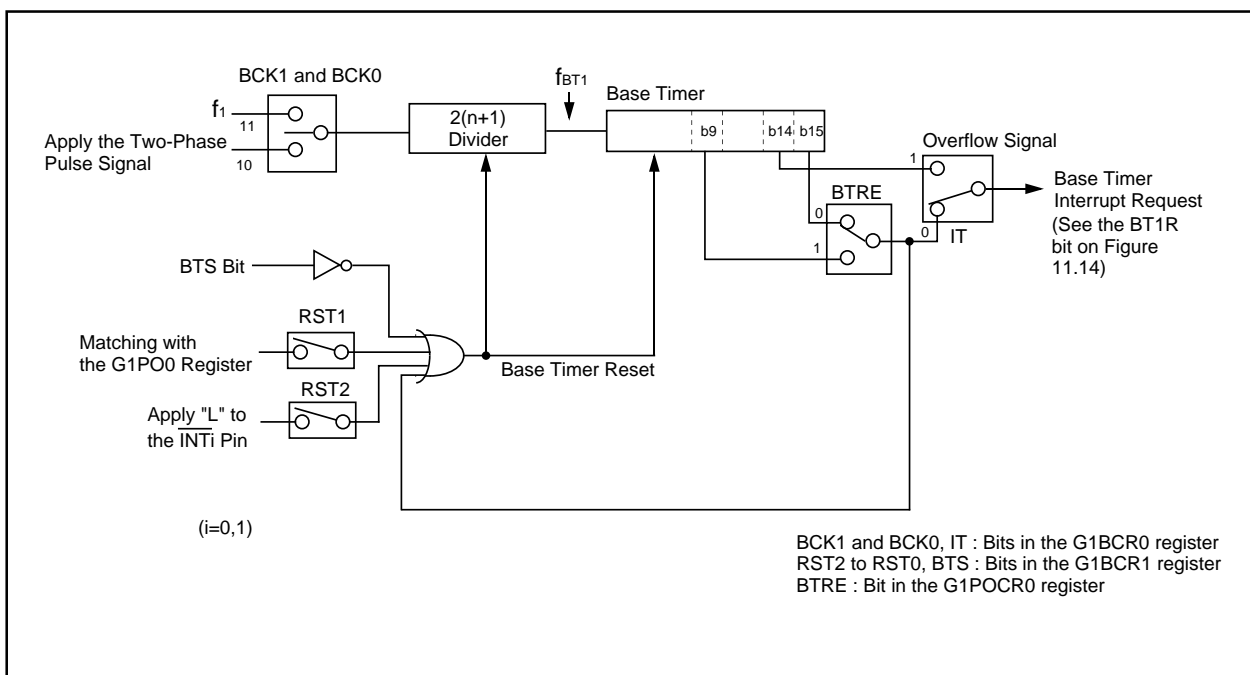 BCK1 and BCK0
f1
11
Apply the Two-Phase
Pulse Signal
10
2(n+1)
Divider
fBT1
Base Timer
b9
b14
b15
Overflow Signal
1
0
IT
Base Timer
Interrupt Request
(See the BT1R
bit on Figure
11.14)
BTRE
0
1
BTS Bit
RST1
Matching with
the G1PO0 Register
RST2
Apply "L" to
the I̅N̅T̅i̅ Pin
Base Timer Reset
(i=0,1)
BCK1 and BCK0, IT : Bits in the G1BCR0 register
RST2 to RST0, BTS : Bits in the G1BCR1 register
BTRE : Bit in the G1POCR0 register